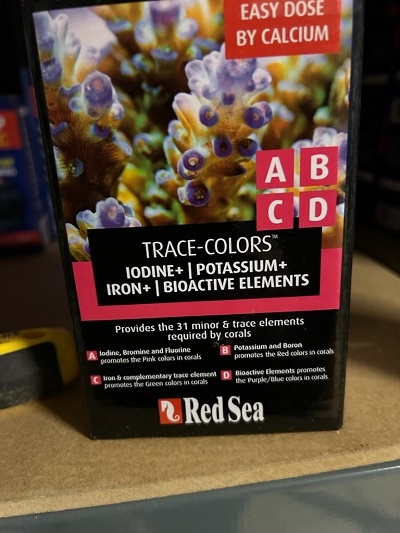 EASY DOSE
BY CALCIUM
A B
C D
TRACE-COLORS™
IODINE+ | POTASSIUM+
IRON+ | BIOACTIVE ELEMENTS
Provides the 31 minor & trace elements
required by corals
A Iodine, Bromine and Fluorine
promotes the Pink colors in corals
B Potassium and Boron
promotes the Red colors in corals
C Iron & complementary trace element
promotes the Green colors in corals
D Bioactive Elements promotes
the Purple/Blue colors in corals
Red Sea